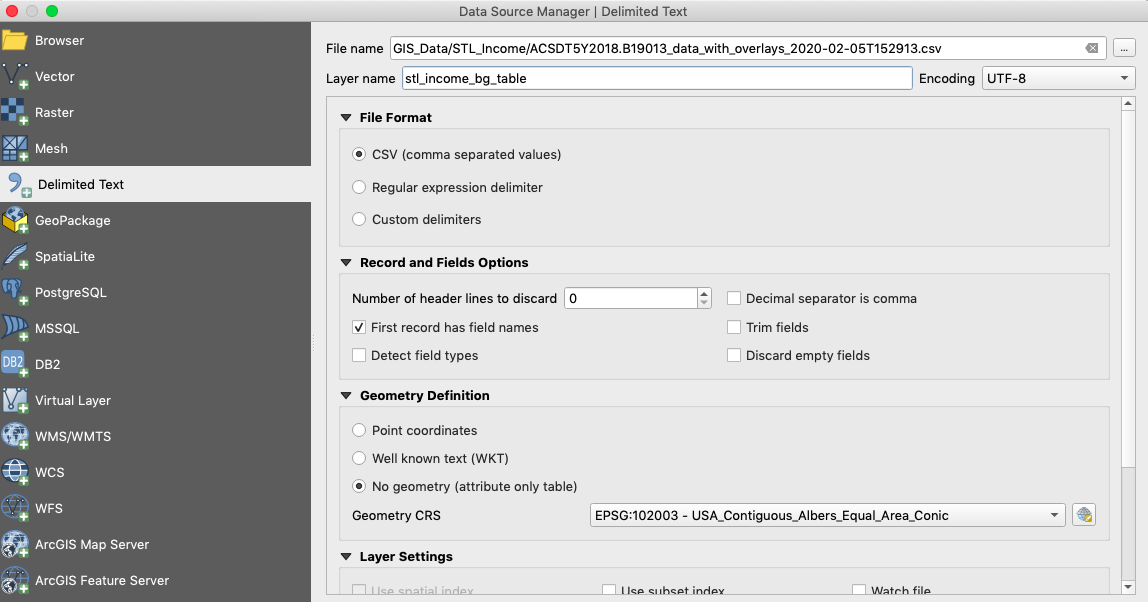 Data Source Manager | Delimited Text
Browser
Vector
Raster
Mesh
Delimited Text
GeoPackage
SpatiaLite
PostgreSQL
MSSQL
DB2
DB2
Virtual Layer
WMS/WMTS
WCS
WFS
ArcGIS Map Server
ArcGIS Feature Server
File name GIS_Data/STL_Income/ACSDT5Y2018.B19013_data_with_overlays_2020-02-05T152913.csv ...
Layer name stl_income_bg_table Encoding UTF-8
File Format
CSV (comma separated values)
Regular expression delimiter
Custom delimiters
Record and Fields Options
Number of header lines to discard 0 Decimal separator is comma
First record has field names Trim fields
Detect field types Discard empty fields
Geometry Definition
Point coordinates
Well known text (WKT)
No geometry (attribute only table)
Geometry CRS EPSG:102003 - USA_Contiguous_Albers_Equal_Area_Conic
Layer Settings
Use spatial index Use subset index Watch file